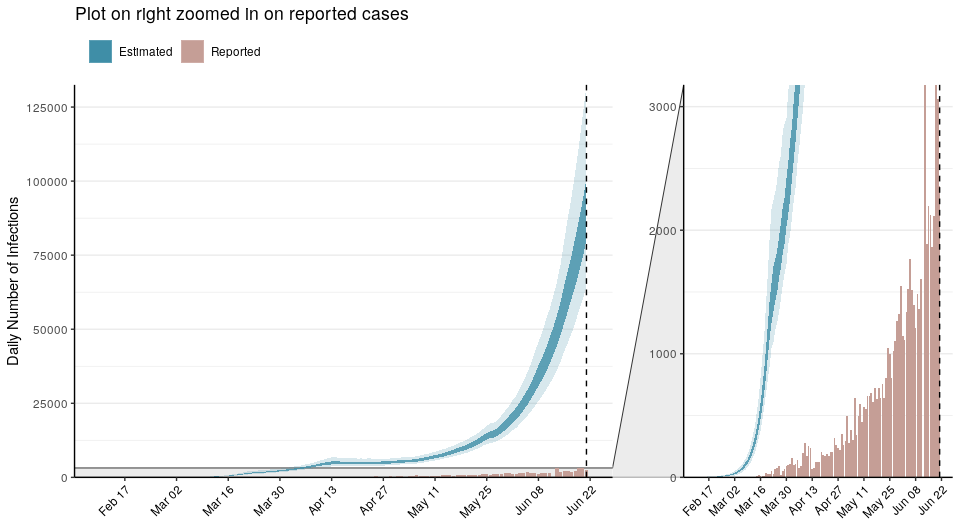 Plot on right zoomed in on reported cases
Estimated Reported
Daily Number of Infections
125000
100000
75000
50000
25000
0
Feb 17 Mar 02 Mar 16 Mar 30 Apr 13 Apr 27 May 11 May 25 Jun 08 Jun 22
3000
2000
1000
0
Feb 17 Mar 02 Mar 16 Mar 30 Apr 13 Apr 27 May 11 May 25 Jun 08 Jun 22